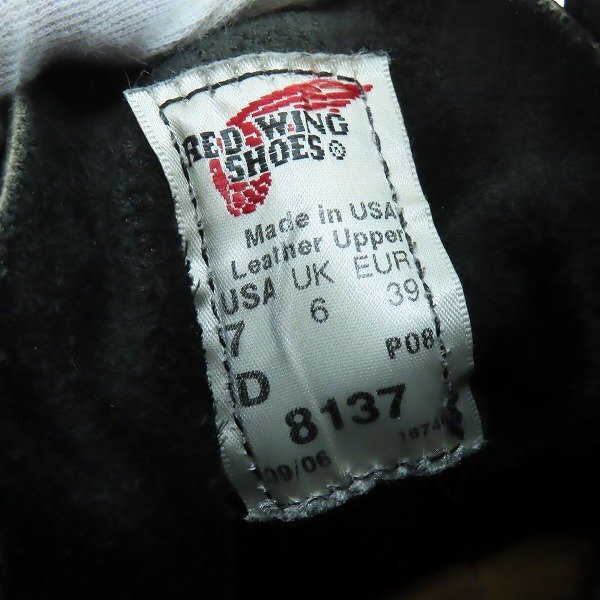 RED WING
SHOES®
Made in USA
Leather Upper
USA UK EUR
7 6 39
D P08
8137
09/06